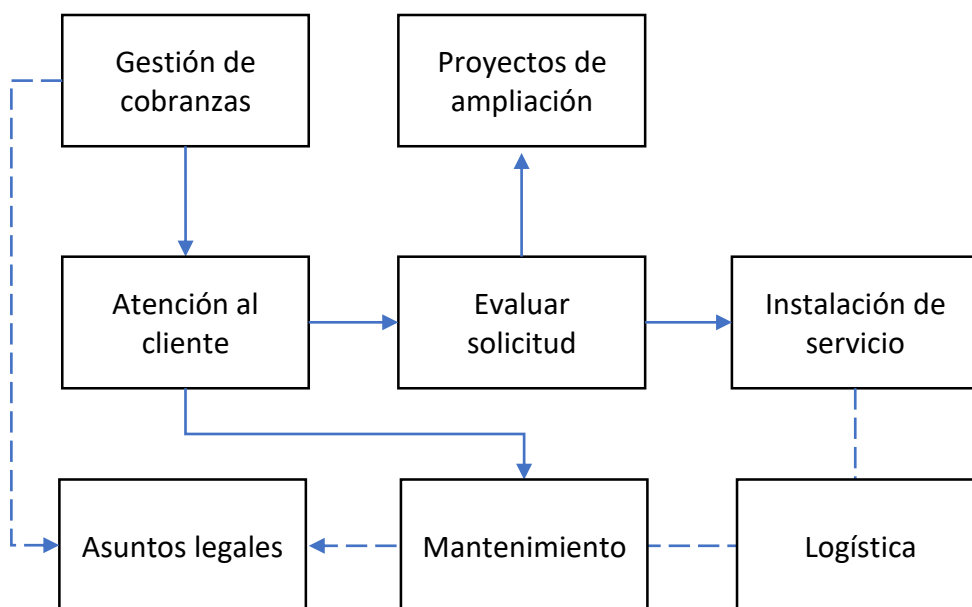 Gestión de
cobranzas
Proyectos de
ampliación
Atención al
cliente
Evaluar
solicitud
Instalación de
servicio
Asuntos legales
Mantenimiento
Logística